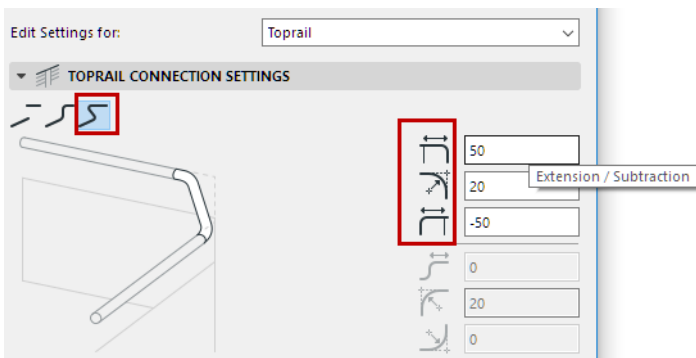 Edit Settings for:
Toprail
TOPRAIL CONNECTION SETTINGS
50
Extension / Subtraction
20
-50
0
20
0